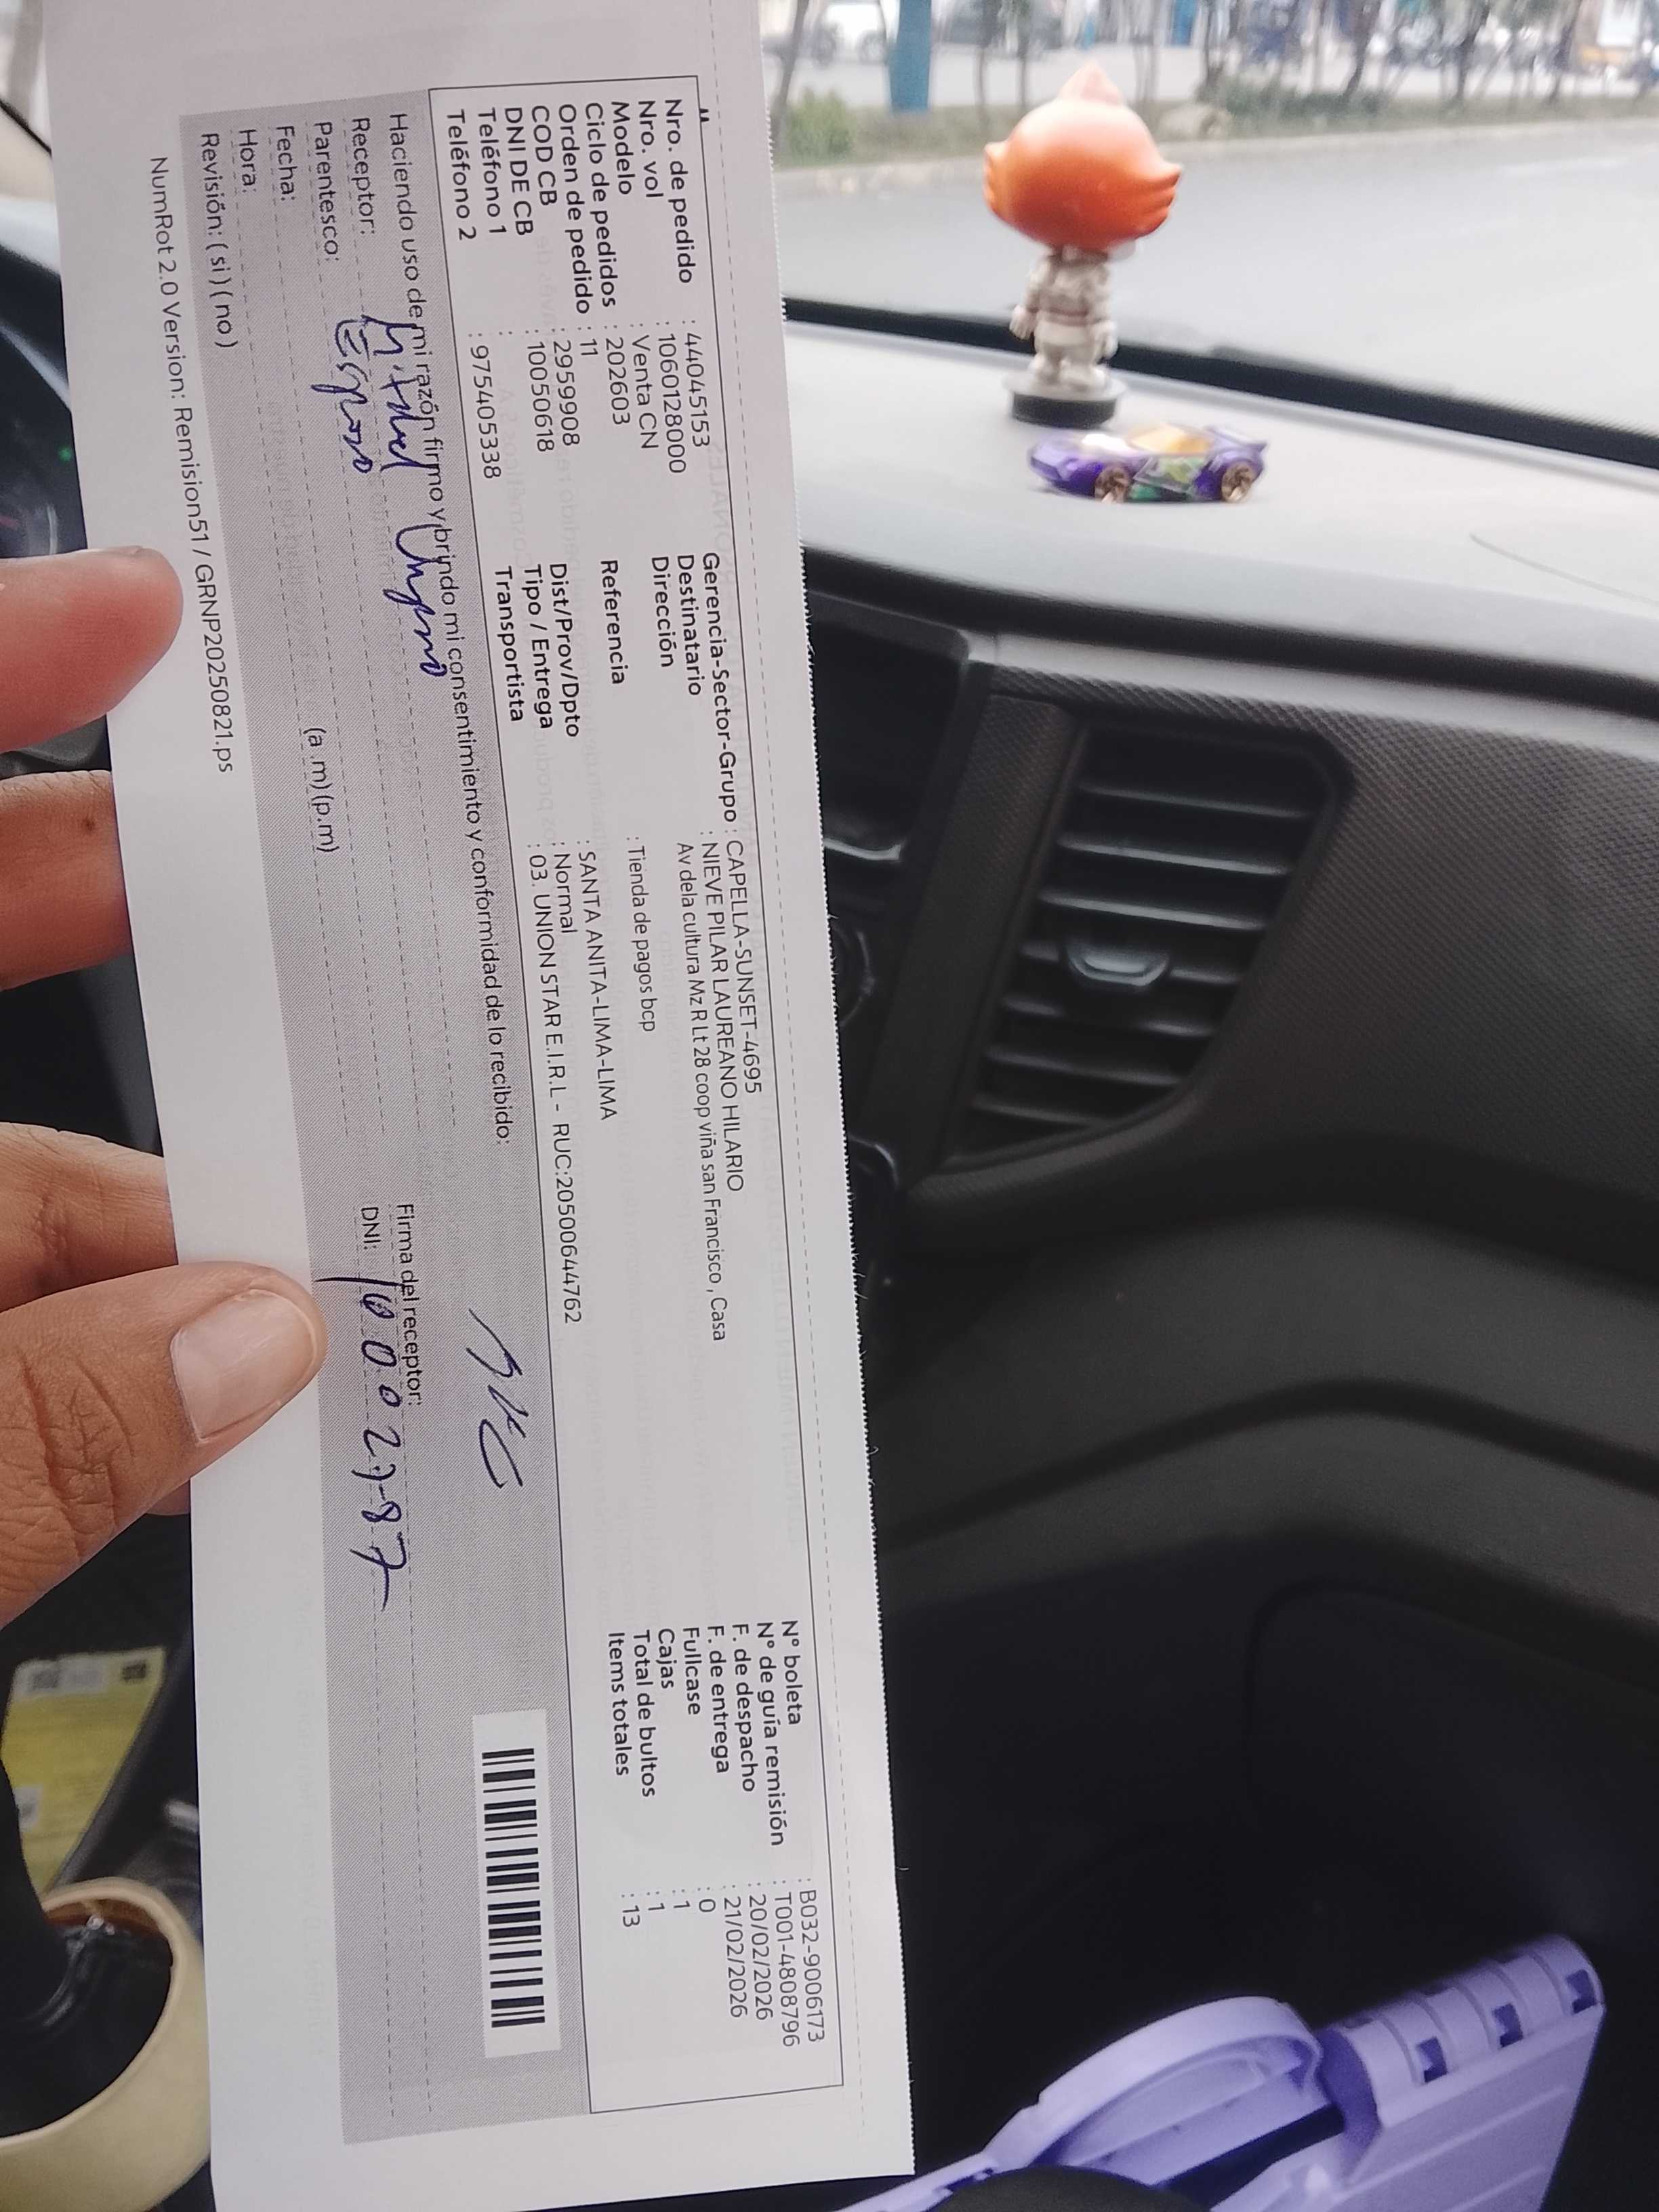 Nro. de pedido : 44045153
Nro. vol : 1060128000
Modelo : Venta CN
Ciclo de pedidos : 202603
Orden de pedido : 11
COD CB : 29599908
DNI DE CB : 10050618
Teléfono 1 :
Teléfono 2 : 975405338
Gerencia-Sector-Grupo : CAPELLA-SUNSET-4695
Destinatario : NIEVE PILAR LAUREANO HILARIO
Dirección Av dela cultura Mz R Lt 28 coop viña san Francisco , Casa
Referencia : Tienda de pagos bcp
Dist/Prov/Dpto : SANTA ANITA-LIMA-LIMA
Tipo / Entrega : Normal
Transportista : 03. UNION STAR E.I.R.L - RUC:20500644762
N° boleta : B032-9006173
N° de guía remisión : T001-4808796
F. de despacho : 20/02/2026
F. de entrega : 21/02/2026
Fullcase : 0
Cajas : 1
Total de bultos : 1
Items totales : 13
Haciendo uso de mi razón firmo y brindo mi consentimiento y conformidad de lo recibido:
Receptor:
Parentesco: Esposo
Fecha:
Hora: (a .m) (p.m)
Revisión: ( si ) ( no )
Firma del receptor:
DNI:
NumRot 2.0 Version: Remision51 / GRNP20250821.ps